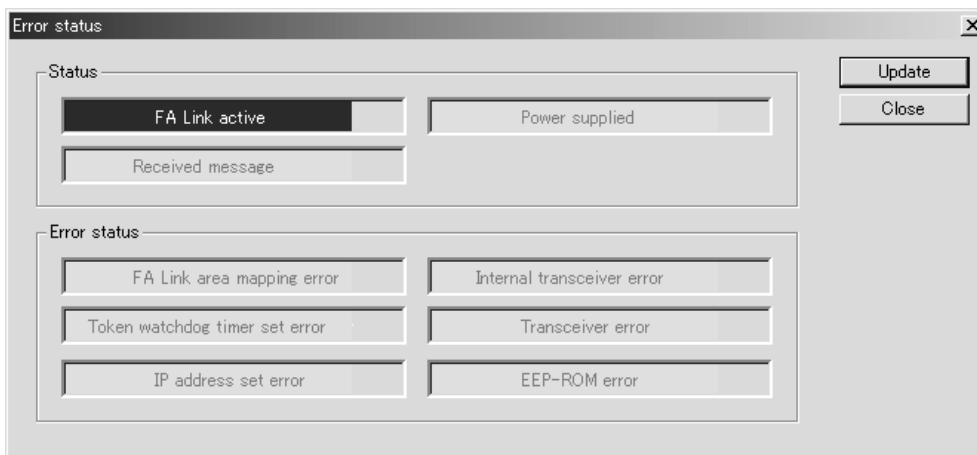 Error status
Status
Update
FA Link active
Power supplied
Close
Received message
Error status
FA Link area mapping error
Internal transceiver error
Token watchdog timer set error
Transceiver error
IP address set error
EEP-ROM error